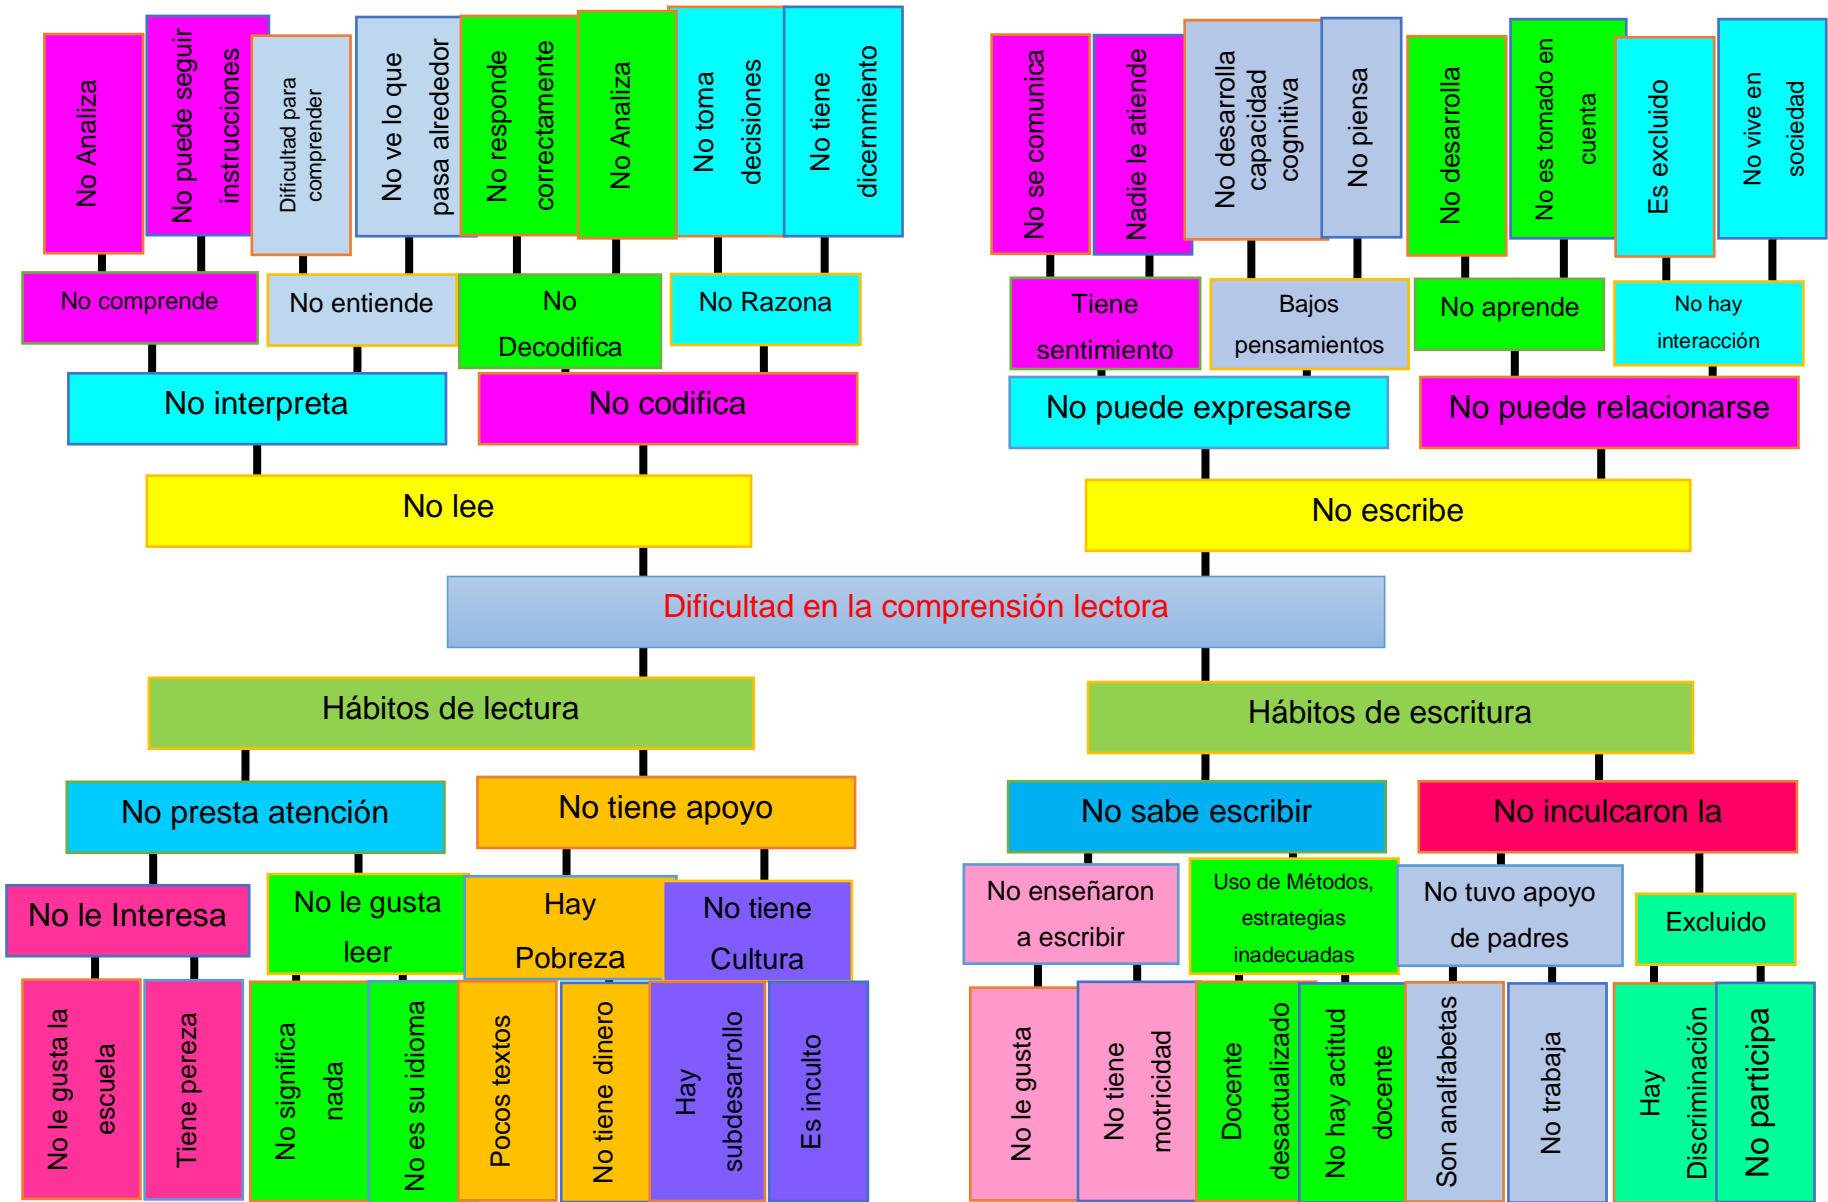 No Analiza
No puede seguir
instrucciones
Dificultad para
comprender
No ve lo que
pasa alrededor
No responde
correctamente
No Analiza
No toma
decisiones
No tiene
dicernmiento
No se comunica
Nadie le atiende
No desarrolla
capacidad
cognitiva
No piensa
No desarrolla
No es tomado en
cuenta
Es excluido
No vive en
sociedad
No comprende
No entiende
No
Decodifica
No Razona
Tiene
sentimiento
Bajos
pensamientos
No aprende
No hay
interacción
No interpreta
No codifica
No puede expresarse
No puede relacionarse
No lee
No escribe
Dificultad en la comprensión lectora
Hábitos de lectura
Hábitos de escritura
No presta atención
No tiene apoyo
No sabe escribir
No inculcaron la
No le Interesa
No le gusta
leer
Hay
Pobreza
No tiene
Cultura
No enseñaron
a escribir
Uso de Métodos,
estrategias
inadecuadas
No tuvo apoyo
de padres
Excluido
No le gusta la
escuela
Tiene pereza
No significa
nada
No es su idioma
Pocos textos
No tiene dinero
Hay
subdesarrollo
Es inculto
No le gusta
No tiene
motricidad
Docente
desactualizado
No hay actitud
docente
Son analfabetas
No trabaja
Hay
Discriminación
No participa